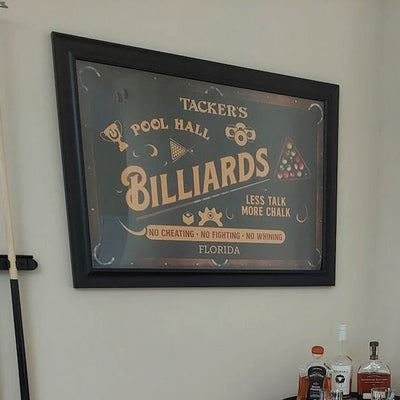 TACKER'S
POOL HALL
BILLIARDS
LESS TALK
MORE CHALK
NO CHEATING • NO FIGHTING • NO WHINING
FLORIDA